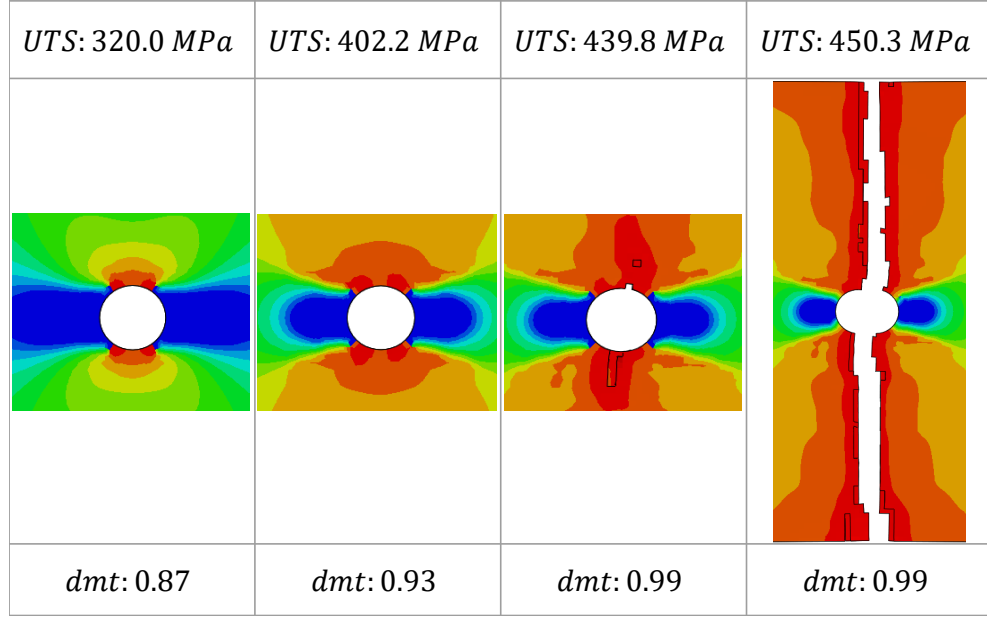 UTS: 320.0 MPa
UTS: 402.2 MPa
UTS: 439.8 MPa
UTS: 450.3 MPa
dmt: 0.87
dmt: 0.93
dmt: 0.99
dmt: 0.99